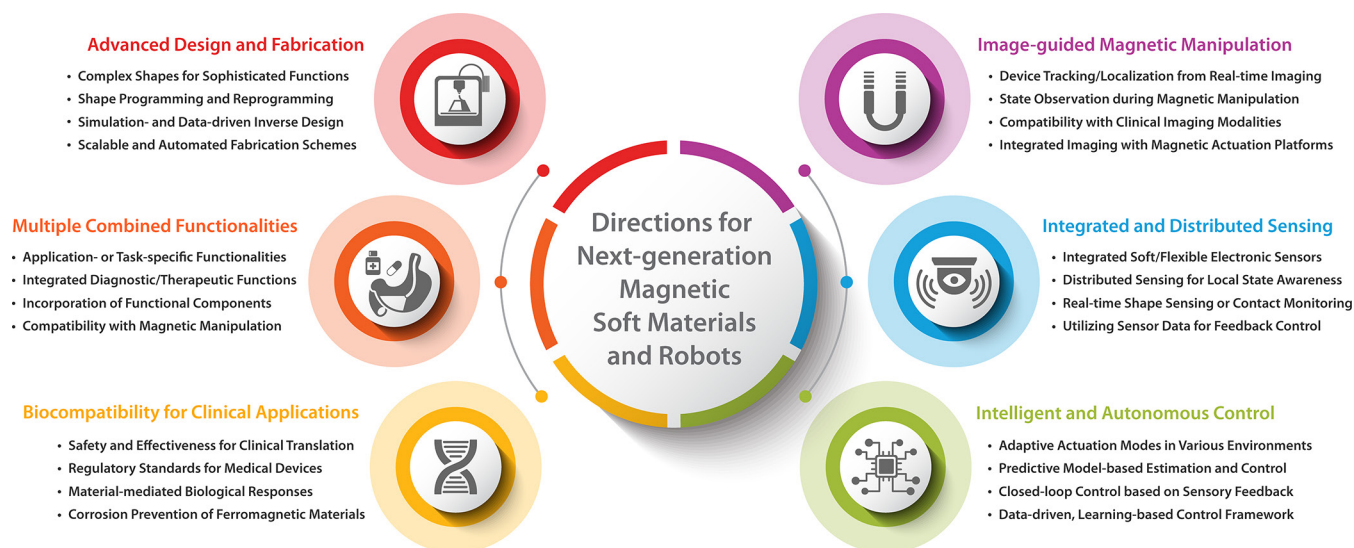 Advanced Design and Fabrication
• Complex Shapes for Sophisticated Functions
• Shape Programming and Reprogramming
• Simulation- and Data-driven Inverse Design
• Scalable and Automated Fabrication Schemes
Multiple Combined Functionalities
• Application- or Task-specific Functionalities
• Integrated Diagnostic/Therapeutic Functions
• Incorporation of Functional Components
• Compatibility with Magnetic Manipulation
Biocompatibility for Clinical Applications
• Safety and Effectiveness for Clinical Translation
• Regulatory Standards for Medical Devices
• Material-mediated Biological Responses
• Corrosion Prevention of Ferromagnetic Materials
Directions for
Next-generation
Magnetic
Soft Materials
and Robots
Image-guided Magnetic Manipulation
• Device Tracking/Localization from Real-time Imaging
• State Observation during Magnetic Manipulation
• Compatibility with Clinical Imaging Modalities
• Integrated Imaging with Magnetic Actuation Platforms
Integrated and Distributed Sensing
• Integrated Soft/Flexible Electronic Sensors
• Distributed Sensing for Local State Awareness
• Real-time Shape Sensing or Contact Monitoring
• Utilizing Sensor Data for Feedback Control
Intelligent and Autonomous Control
• Adaptive Actuation Modes in Various Environments
• Predictive Model-based Estimation and Control
• Closed-loop Control based on Sensory Feedback
• Data-driven, Learning-based Control Framework